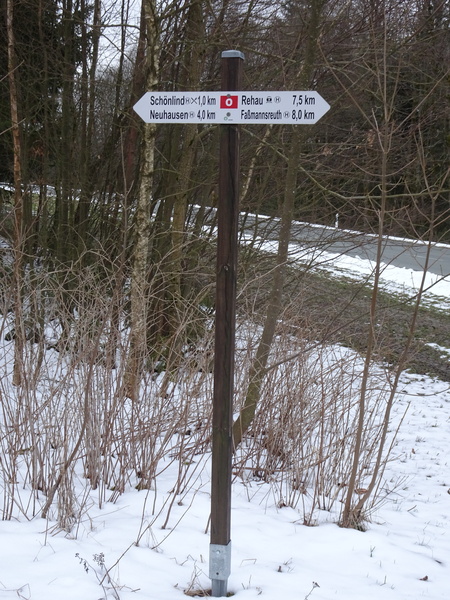 Schönlind H 1,0 km
Neuhausen H 4,0 km
Ö
Rehau H 7,5 km
Faßmannsreuth H 8,0 km